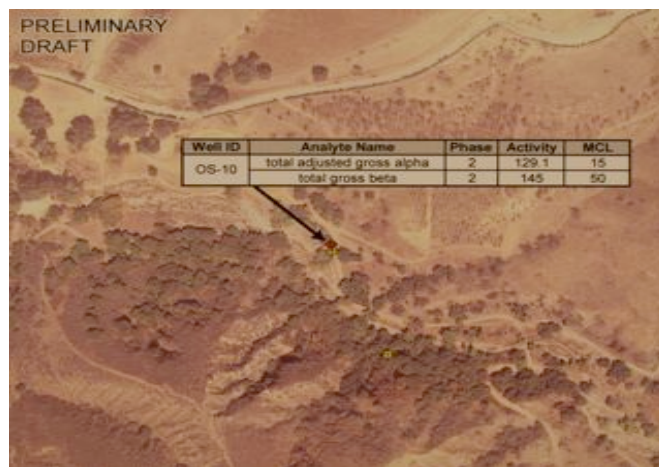 PRELIMINARY
DRAFT
Well ID Analyte Name Phase Activity MCL
OS-10 total adjusted gross alpha 2 129.1 15
total gross beta 2 145 50